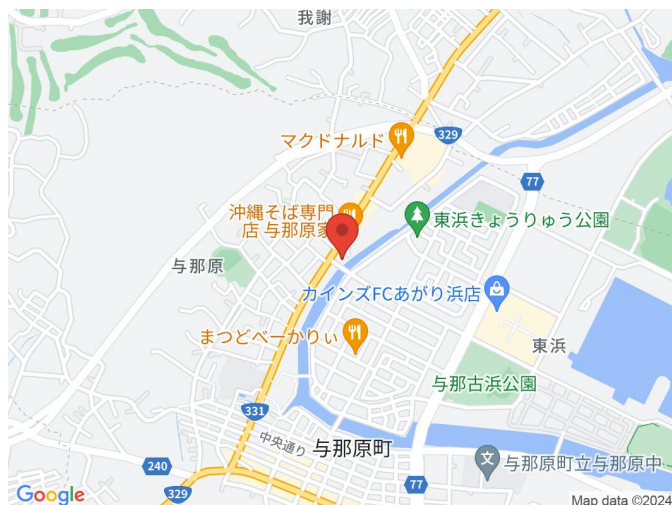 我謝
マクドナルド
329
77
沖縄そば専門
店 与那原家
東浜きょうりゅう公園
与那原
カインズFCあがり浜店
まつどべーかりぃ
東浜
与那古浜公園
331
中央通り
与那原町
240
77
与那原町立与那原中
329
Google
Map data ©2024